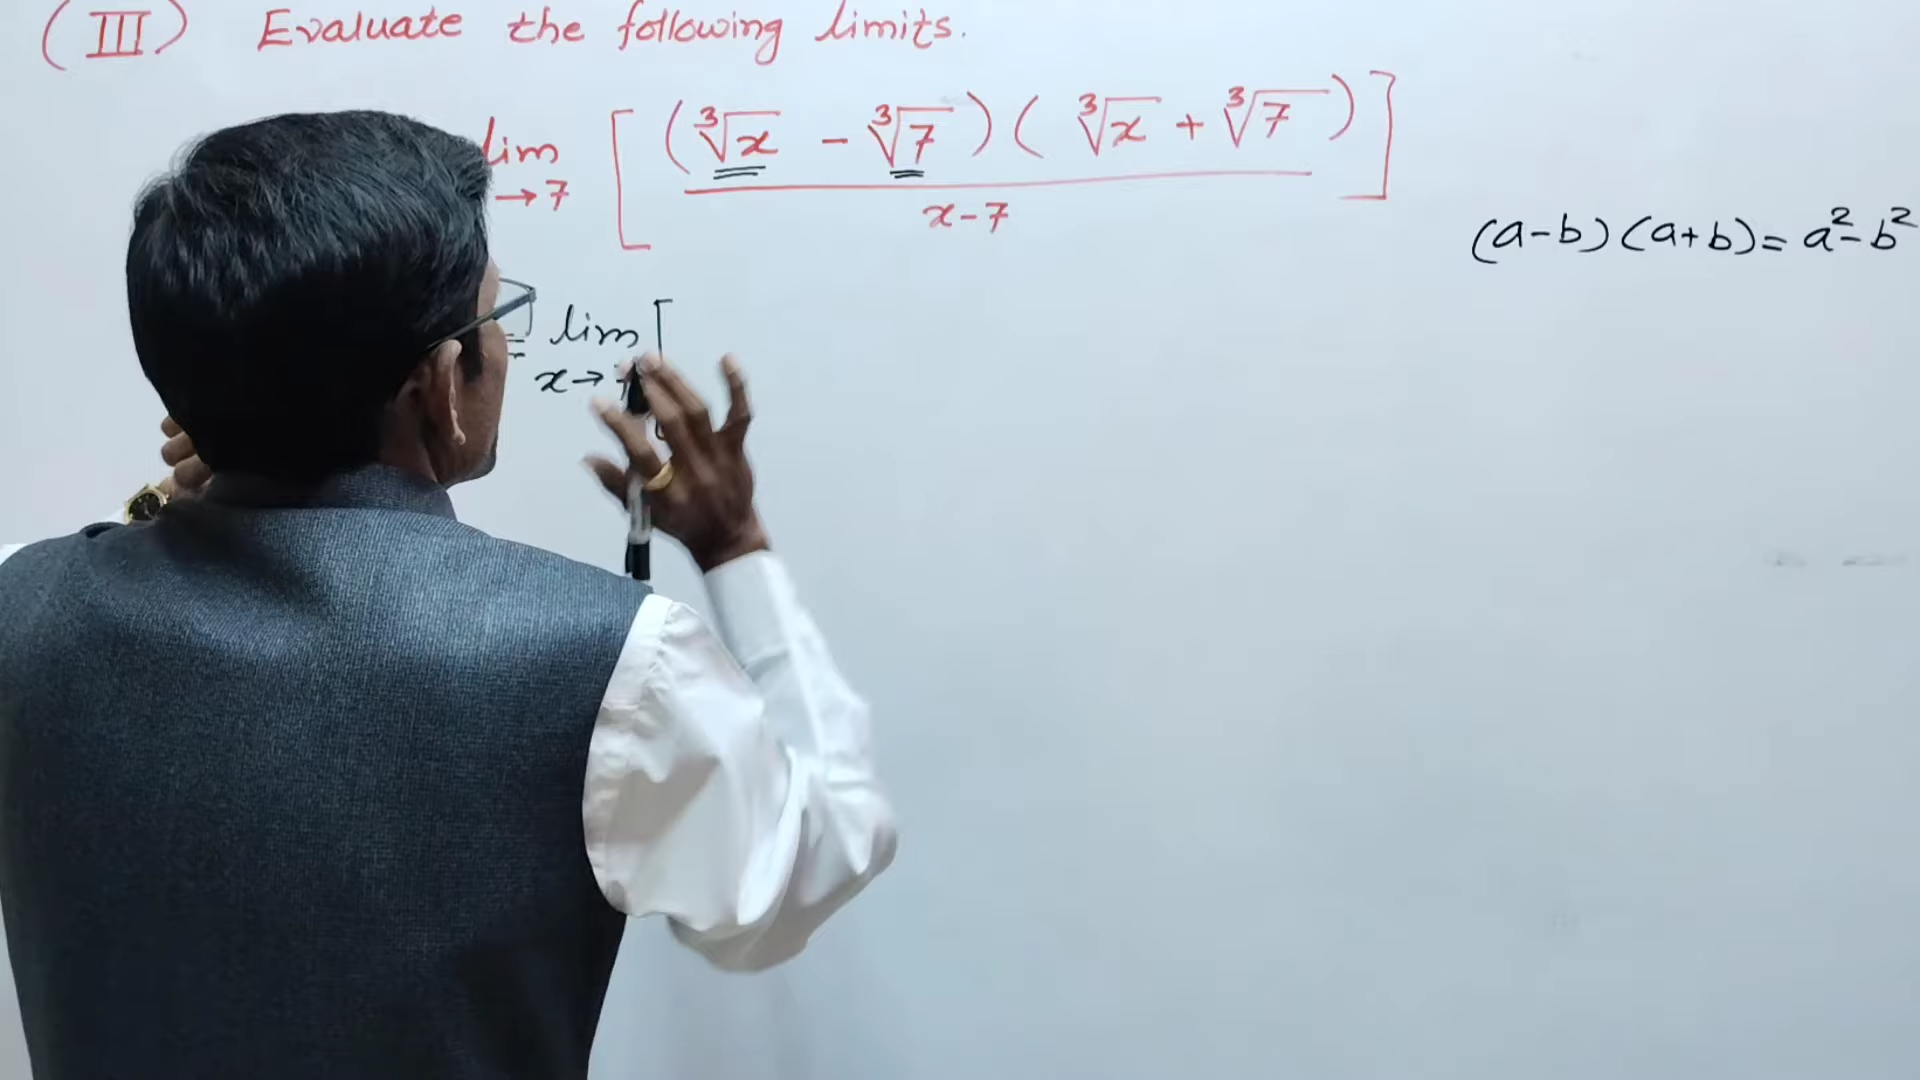 (III) Evaluate the following limits.
lim [ (∛x - ∛7) ( ∛x + ∛7 ) ]
→ 7 x - 7
(a-b) (a+b) = a² - b²
= lim [
x →